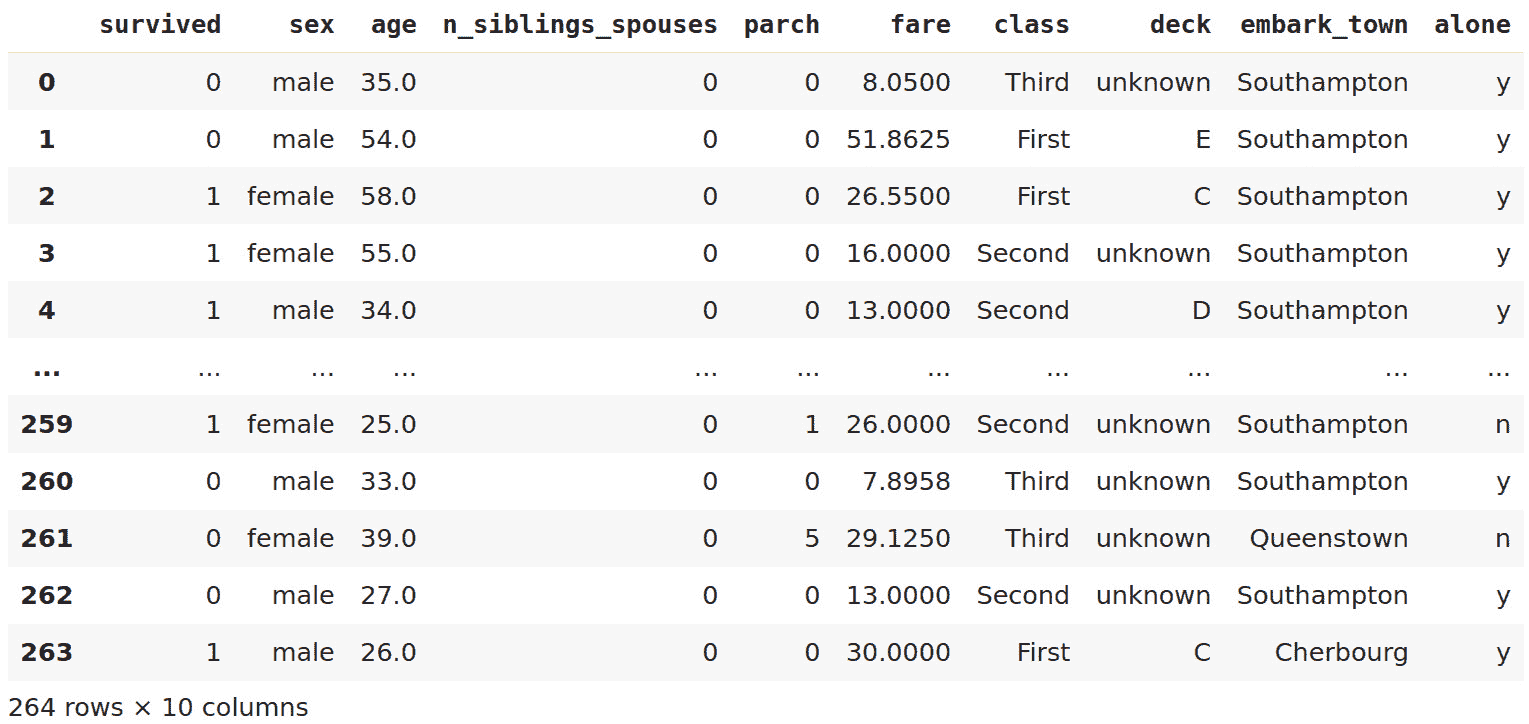 survived sex age n_siblings_spouses parch fare class deck embark_town alone
0 0 male 35.0 0 0 8.0500 Third unknown Southampton y
1 0 male 54.0 0 0 51.8625 First E Southampton y
2 1 female 58.0 0 0 26.5500 First C Southampton y
3 1 female 55.0 0 0 16.0000 Second unknown Southampton y
4 1 male 34.0 0 0 13.0000 Second D Southampton y
... ... ... ... ... ... ... ... ... ... ...
259 1 female 25.0 0 1 26.0000 Second unknown Southampton n
260 0 male 33.0 0 0 7.8958 Third unknown Southampton y
261 0 female 39.0 0 5 29.1250 Third unknown Queenstown n
262 0 male 27.0 0 0 13.0000 Second unknown Southampton y
263 1 male 26.0 0 0 30.0000 First C Cherbourg y
264 rows × 10 columns